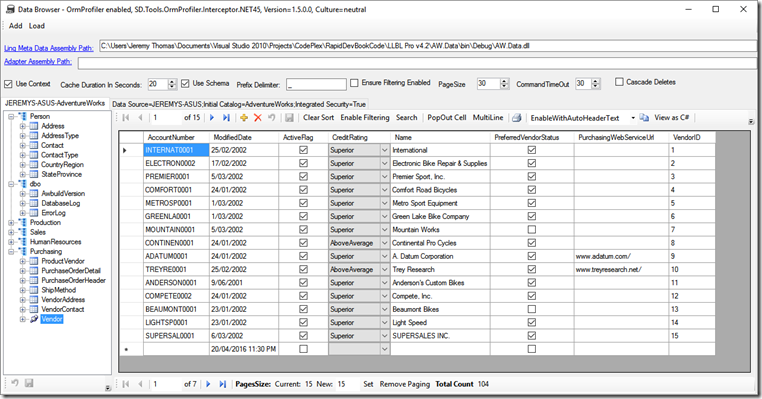 Data Browser - OrmProfiler enabled, SD.Tools.OrmProfiler.Interceptor.NET45, Version=1.5.0.0, Culture=neutral
Add Load
Linq Meta Data Assembly Path: C:\Users\Jeremy Thomas\Documents\Visual Studio 2010\Projects\CodePlex\RapidDevBookCode\LLBL Pro v4.2\AW.Data\bin\Debug\AW.Data.dll
Adapter Assembly Path:
Use Context Cache Duration In Seconds: 20 Use Schema Prefix Delimiter: _ Ensure Filtering Enabled PageSize 30 CommandTimeOut 30 Cascade Deletes
JEREMYS-ASUS-AdventureWorks Data Source=JEREMYS-ASUS;Initial Catalog=AdventureWorks;Integrated Security=True
1 of 15 Enable Filtering Search PopOut Cell MultiLine EnableWithAutoHeaderText View as C#
Person
Address
AddressType
Contact
ContactType
CountryRegion
StateProvince
dbo
AwbuildVersion
DatabaseLog
ErrorLog
Production
Sales
HumanResources
Purchasing
ProductVendor
PurchaseOrderDetail
PurchaseOrderHeader
ShipMethod
VendorAddress
VendorContact
Vendor
AccountNumber ModifiedDate ActiveFlag CreditRating Name PreferredVendorStatus PurchasingWebServiceUrl VendorID
INTERNAT0001 25/02/2002 Superior International 1
ELECTRON0002 17/02/2002 Superior Electronic Bike Repair & Supplies 2
PREMIER0001 5/03/2002 Superior Premier Sport, Inc. 3
COMFORT0001 24/01/2002 Superior Comfort Road Bicycles 4
METROSP0001 1/03/2002 Superior Metro Sport Equipment 5
GREENLA0001 1/03/2002 Superior Green Lake Bike Company 6
MOUNTAIN0001 5/03/2002 Superior Mountain Works 7
CONTINEN0001 24/01/2002 AboveAverage Continental Pro Cycles 8
ADATUM0001 24/01/2002 Superior A. Datum Corporation www.adatum.com/ 9
TREYRE0001 25/02/2002 AboveAverage Trey Research www.treyresearch.net/ 10
ANDERSON0001 9/06/2001 Superior Anderson's Custom Bikes 11
COMPETE0002 24/01/2002 Superior Compete, Inc. 12
BEAUMONT0001 23/01/2002 Superior Beaumont Bikes 13
LIGHTSP0001 23/01/2002 Superior Light Speed 14
SUPERSAL0001 6/03/2002 Superior SUPERSALES INC. 15
* 20/04/2016 11:30 PM
1 of 7 PagesSize: Current: 15 New: 15 Set Remove Paging Total Count 104